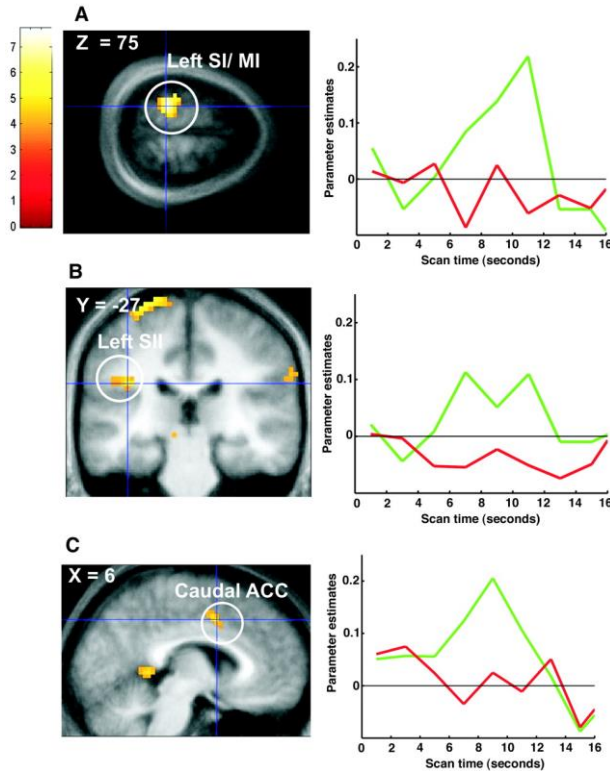 A
Z = 75
Left SI/ MI
7
6
5
4
3
2
1
0
Parameter estimates
0.2
0.1
0
0 2 4 6 8 10 12 14 16
Scan time (seconds)
B
Y = -27
Left SII
Parameter estimates
0.2
0.1
0
0 2 4 6 8 10 12 14 16
Scan time (seconds)
C
X = 6
Caudal ACC
Parameter estimates
0.2
0.1
0
0 2 4 6 8 10 12 14 16
Scan time (seconds)